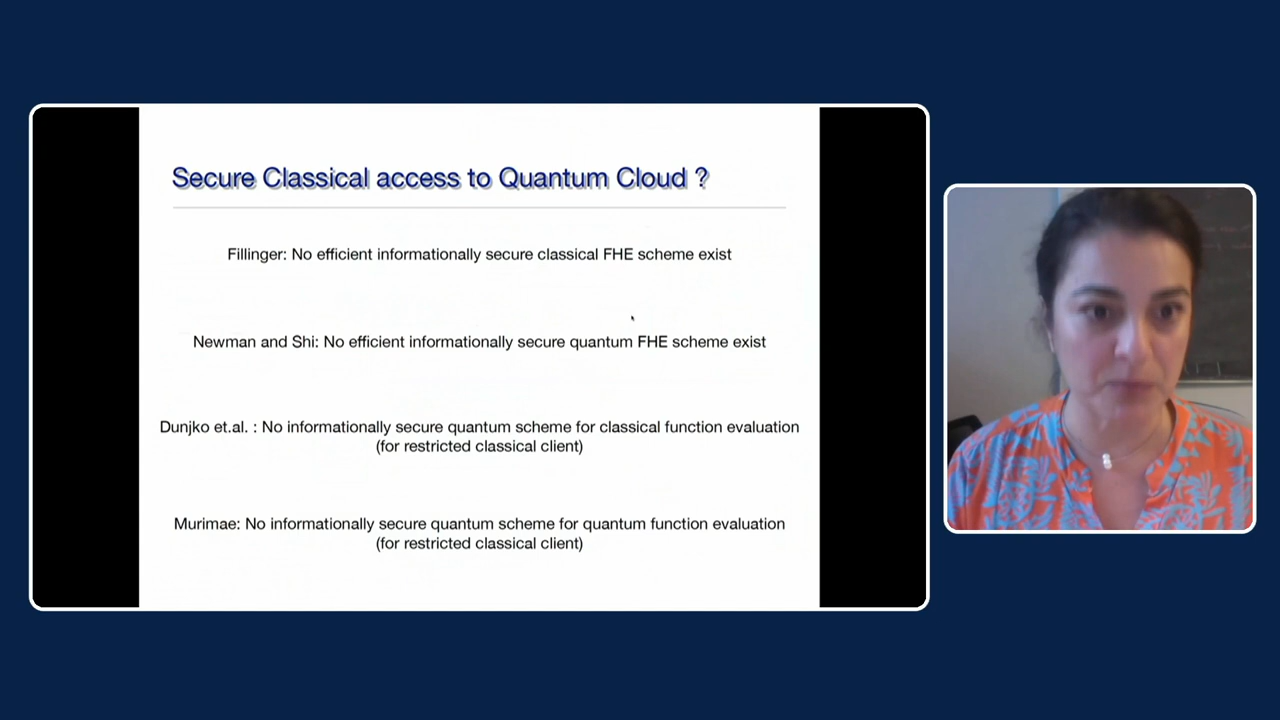 Secure Classical access to Quantum Cloud ?
Fillinger: No efficient informationally secure classical FHE scheme exist
Newman and Shi: No efficient informationally secure quantum FHE scheme exist
Dunjko et.al. : No informationally secure quantum scheme for classical function evaluation
(for restricted classical client)
Murimae: No informationally secure quantum scheme for quantum function evaluation
(for restricted classical client)